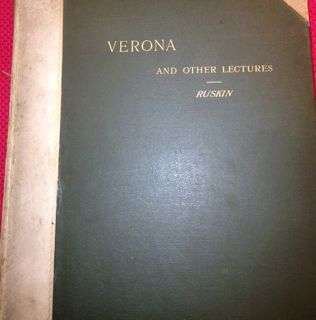 VERONA
AND OTHER LECTURES
RUSKIN